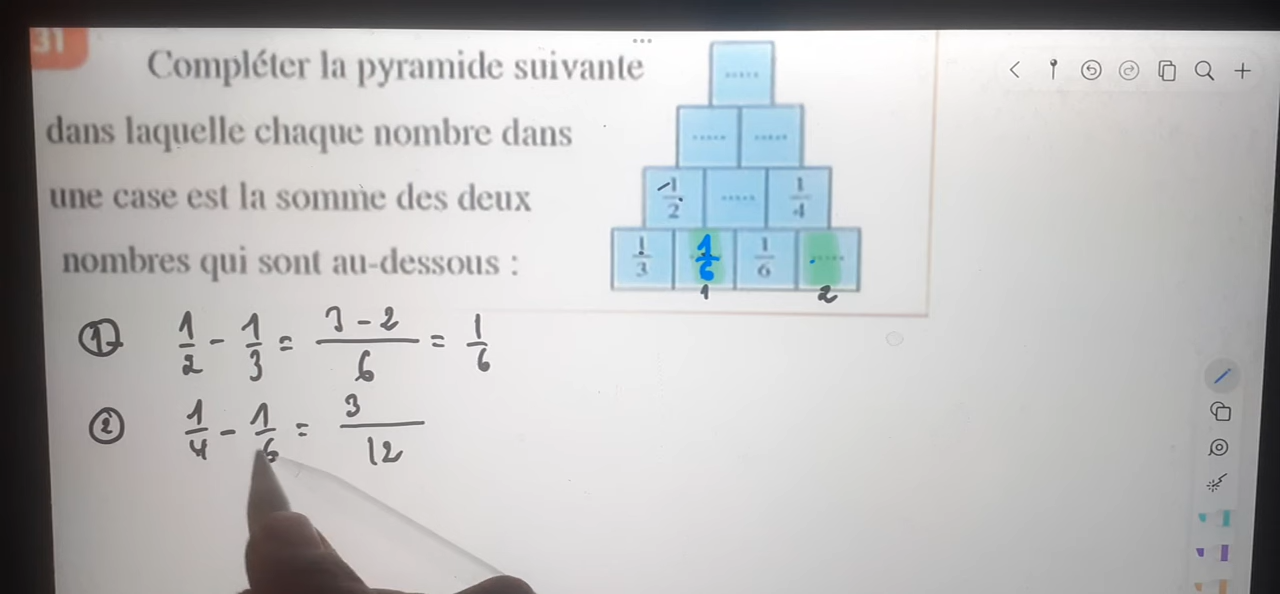 31
Compléter la pyramide suivante
dans laquelle chaque nombre dans
une case est la somme des deux
nombres qui sont au-dessous :
.....
..... .....
1/2 ..... 1/4
1/3 1/6 1/6 .....
1 2
① 1/2 - 1/3 = 3 - 2/6 = 1/6
② 1/4 - 1/6 = 3/12